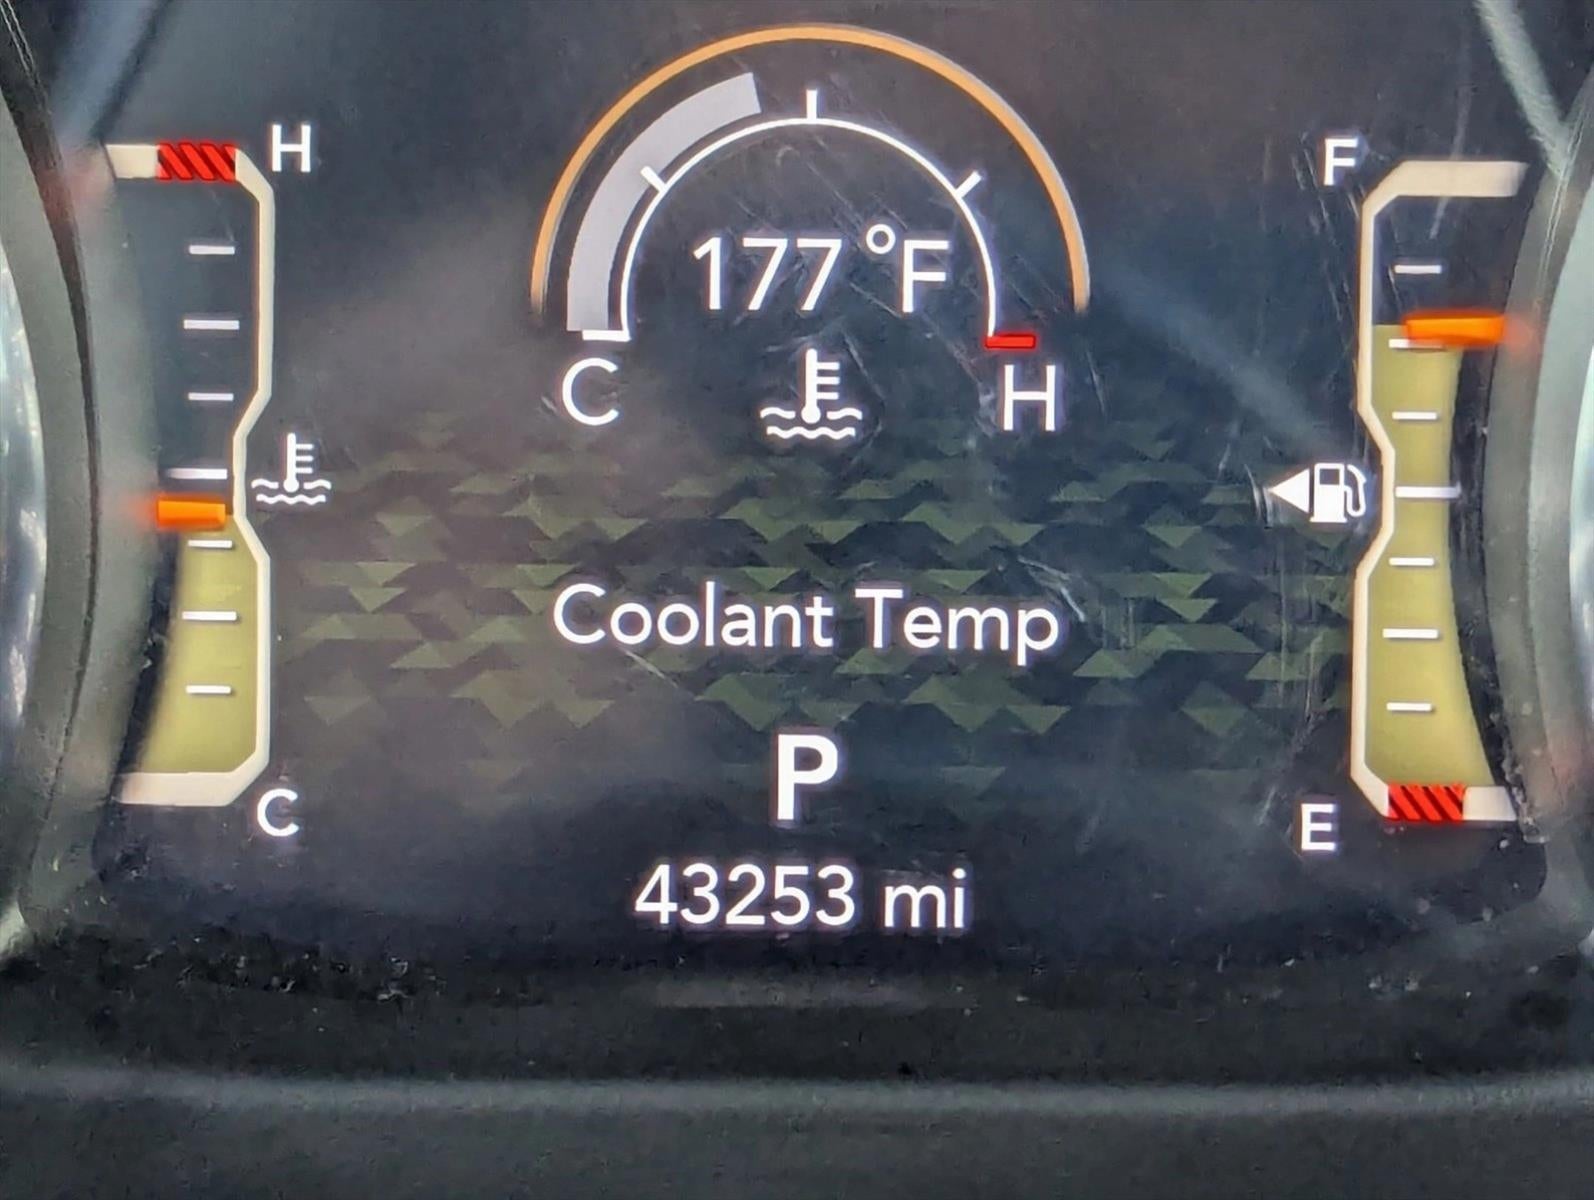 H
F
177 °F
C
H
Coolant Temp
P
C
E
43253 mi